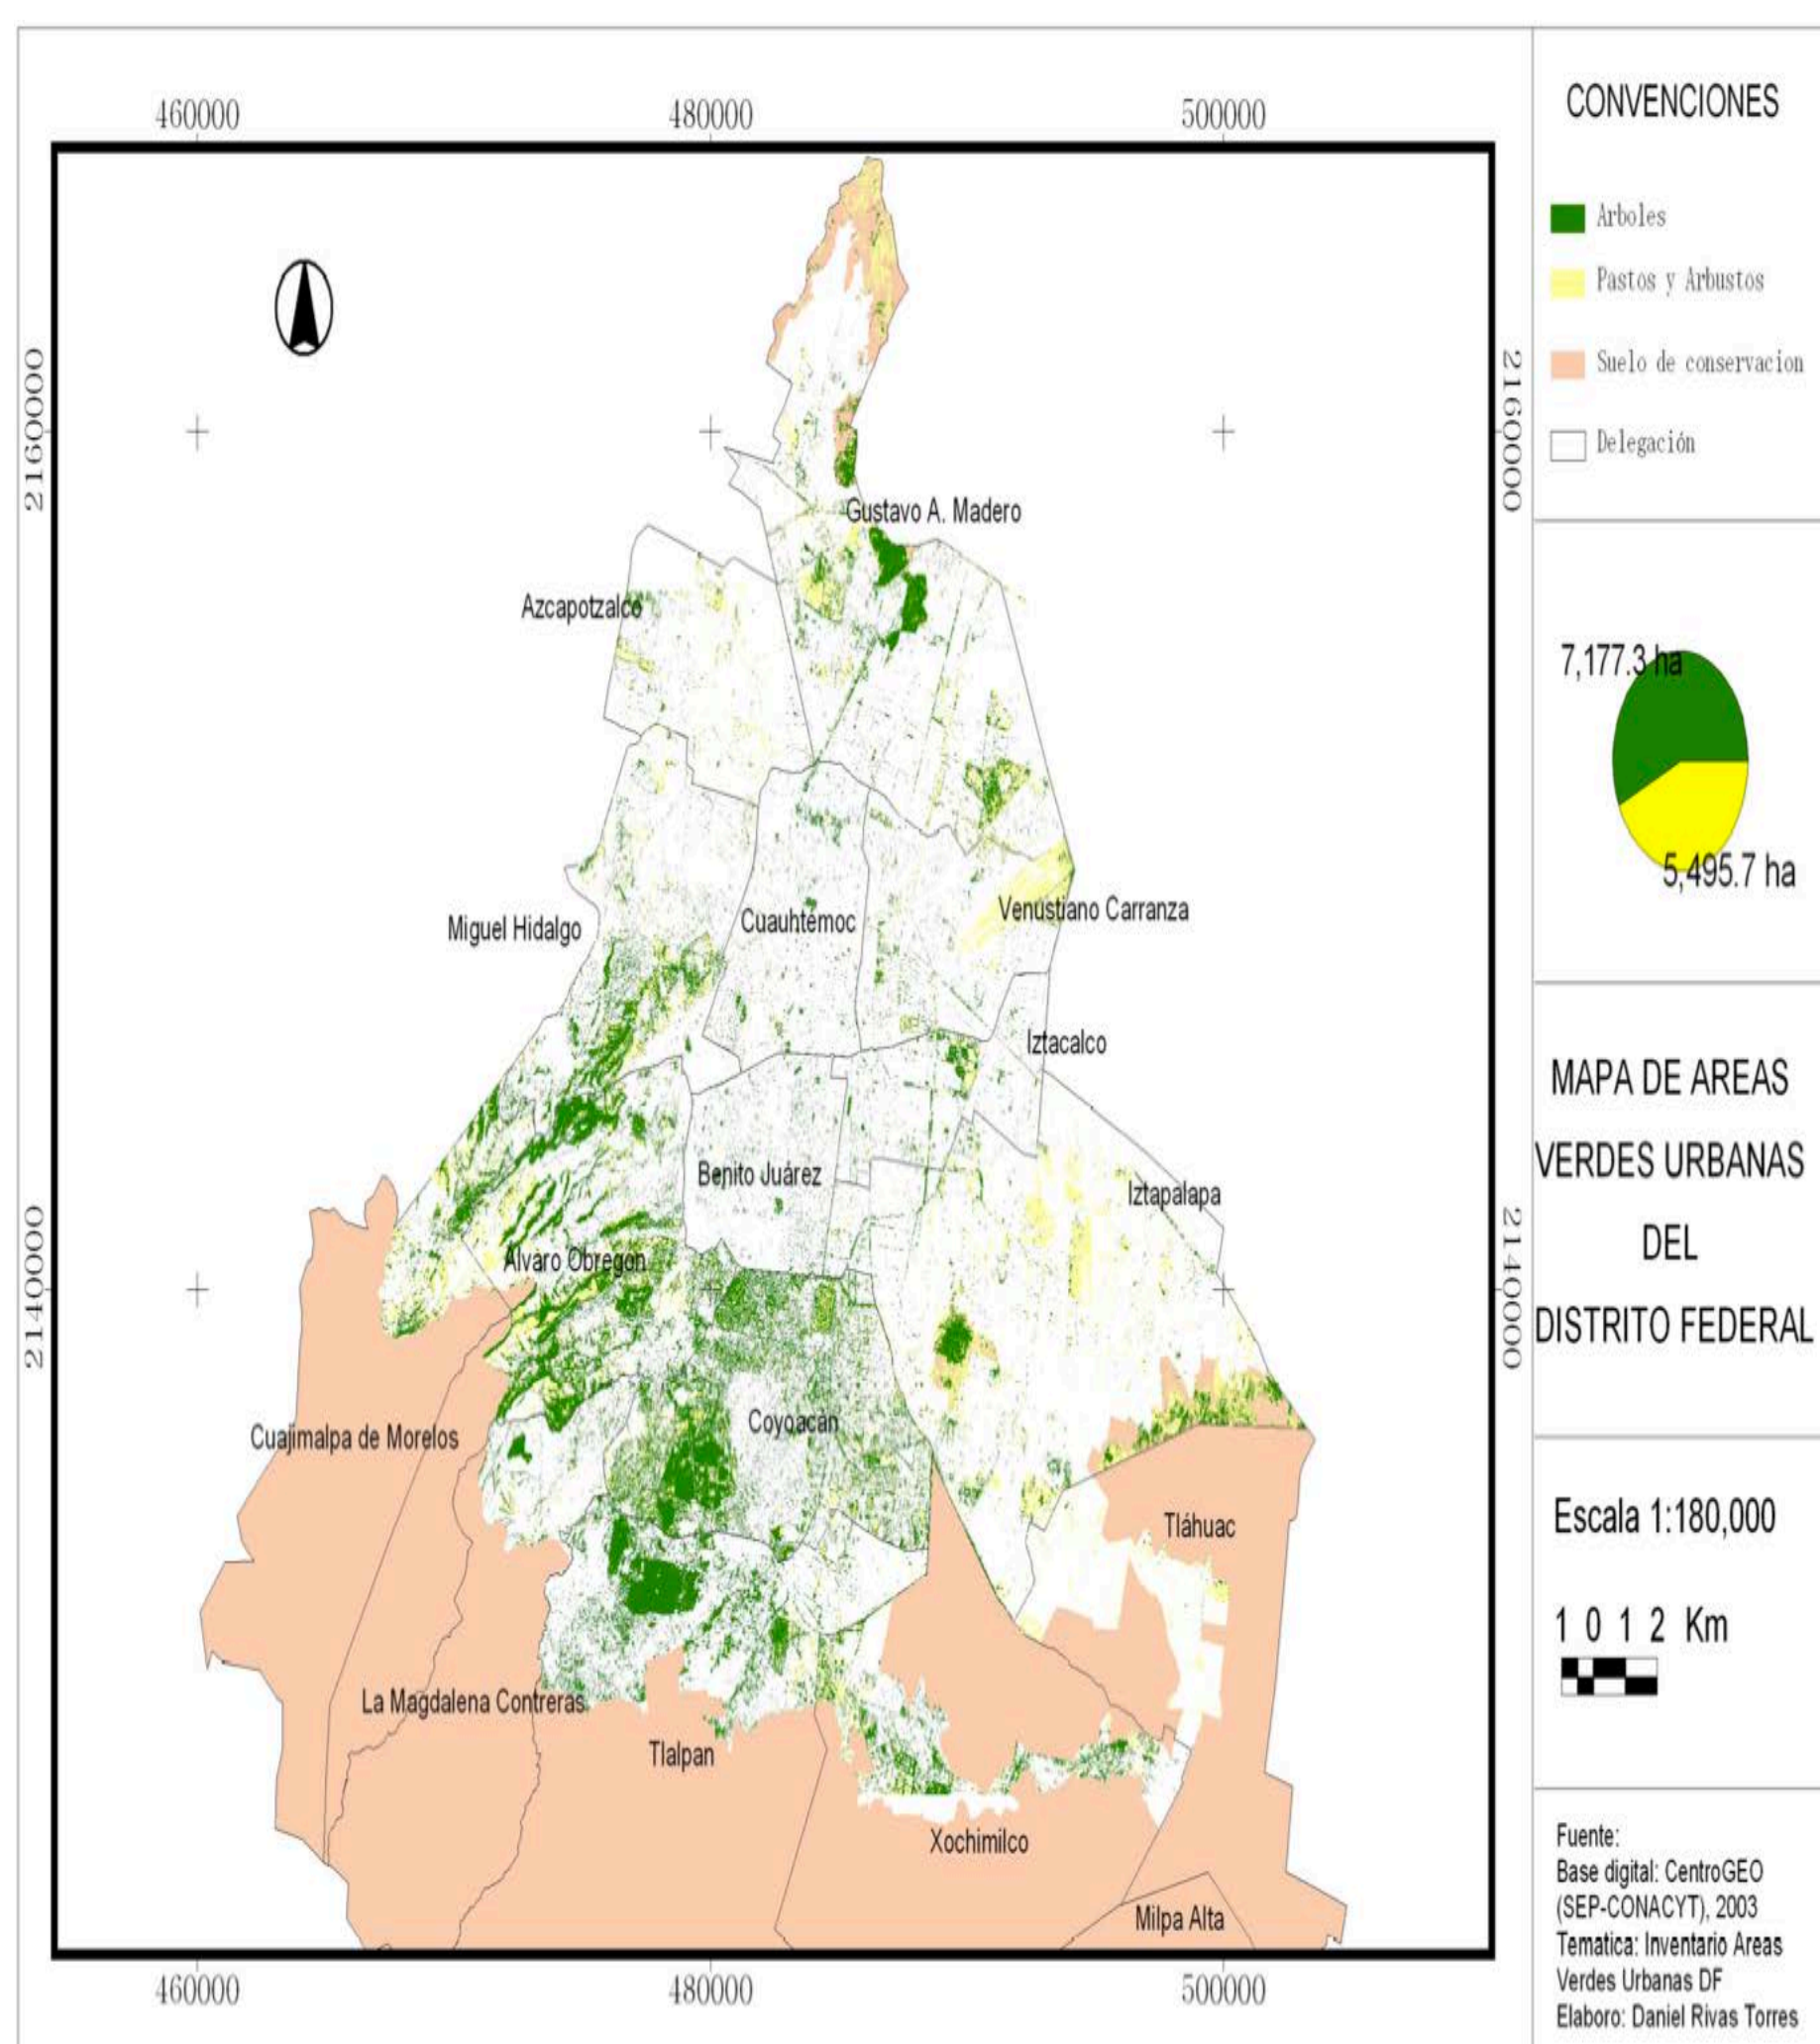 460000
480000
500000
2160000
2160000
Gustavo A. Madero
Azcapotzalco
Miguel Hidalgo
Cuauhtémoc
Venustiano Carranza
Iztacalco
Benito Juárez
Iztapalapa
2140000
2140000
Alvaro Obregon
Cuajimalpa de Morelos
Coyoacán
Tláhuac
La Magdalena Contreras
Tlalpan
Xochimilco
Milpa Alta
460000
480000
500000
CONVENCIONES
Arboles
Pastos y Arbustos
Suelo de conservacion
Delegación
7,177.3 ha
5,495.7 ha
MAPA DE AREAS
VERDES URBANAS
DEL
DISTRITO FEDERAL
Escala 1:180,000
1 0 1 2 Km
Fuente:
Base digital: CentroGEO
(SEP-CONACYT), 2003
Tematica: Inventario Areas
Verdes Urbanas DF
Elaboro: Daniel Rivas Torres